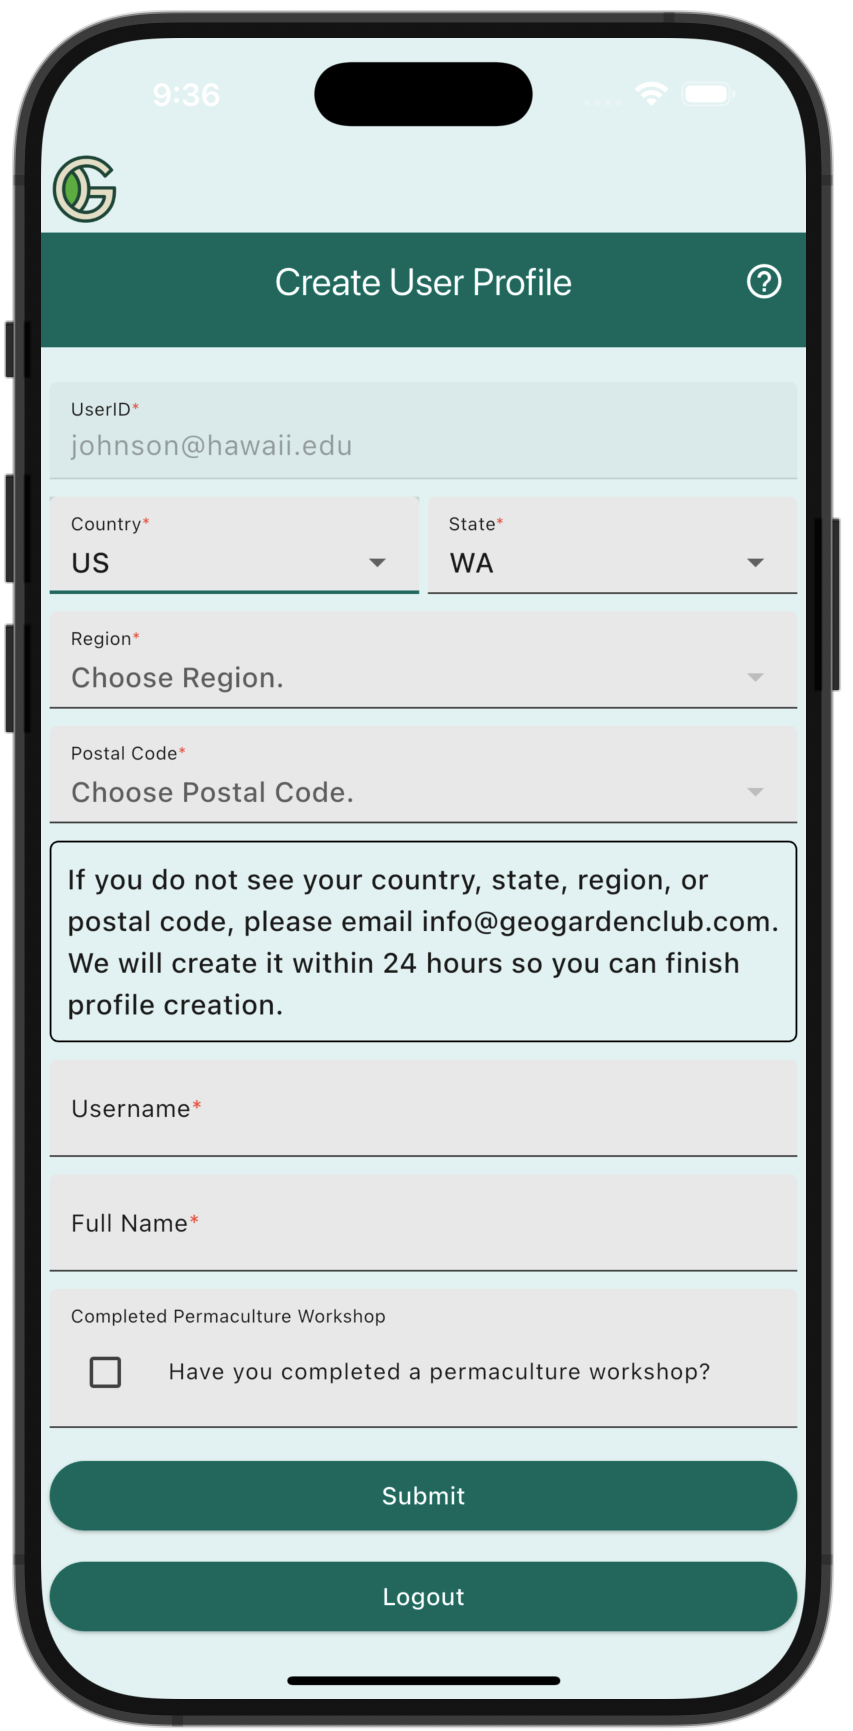 9:36
G
Create User Profile
?
UserID*
johnson@hawaii.edu
Country* State*
US WA
Region*
Choose Region.
Postal Code*
Choose Postal Code.
If you do not see your country, state, region, or
postal code, please email info@geogardenclub.com.
We will create it within 24 hours so you can finish
profile creation.
Username*
Full Name*
Completed Permaculture Workshop
Have you completed a permaculture workshop?
Submit
Logout